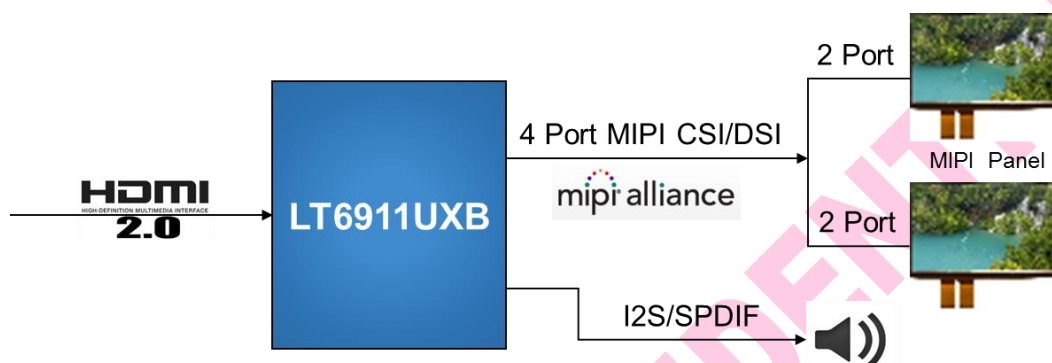 2 Port
4 Port MIPI CSI/DSI
MIPI Panel
HDMI
HIGH-DEFINITION MULTIMEDIA INTERFACE
2.0
mipi alliance
LT6911UXB
2 Port
I2S/SPDIF
DENT